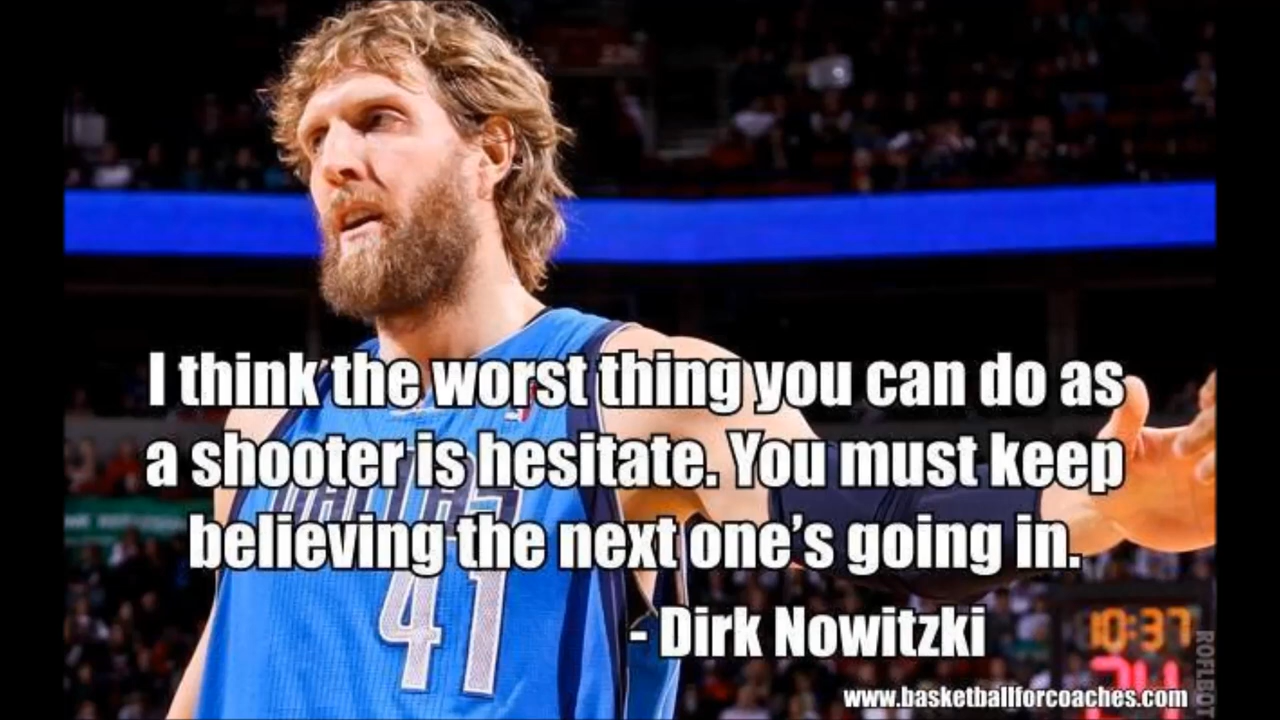 I think the worst thing you can do as
a shooter is hesitate. You must keep
believing the next one’s going in.
- Dirk Nowitzki
www.basketballforcoaches.com
DALLAS
41
10:37
ROFLBOT